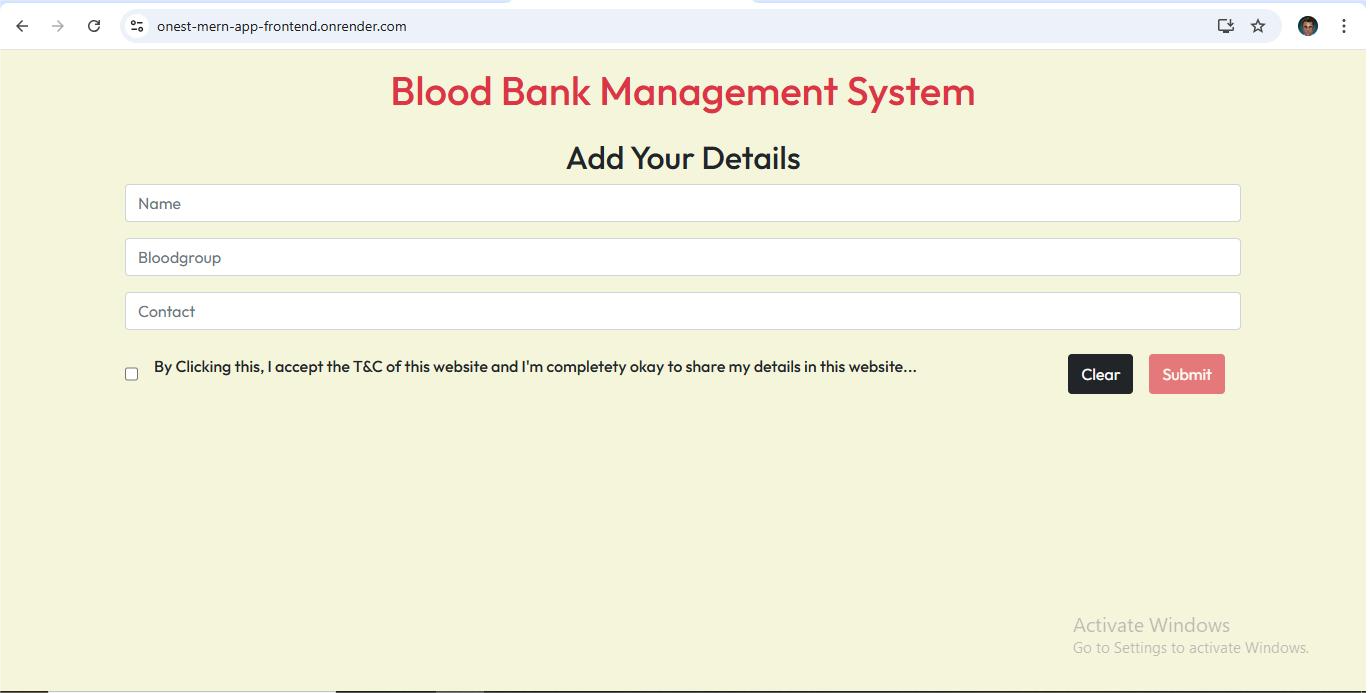 onest-mern-app-frontend.onrender.com
Blood Bank Management System
Add Your Details
Name
Bloodgroup
Contact
By Clicking this, I accept the T&C of this website and I'm completety okay to share my details in this website...
Clear
Submit
Activate Windows
Go to Settings to activate Windows.